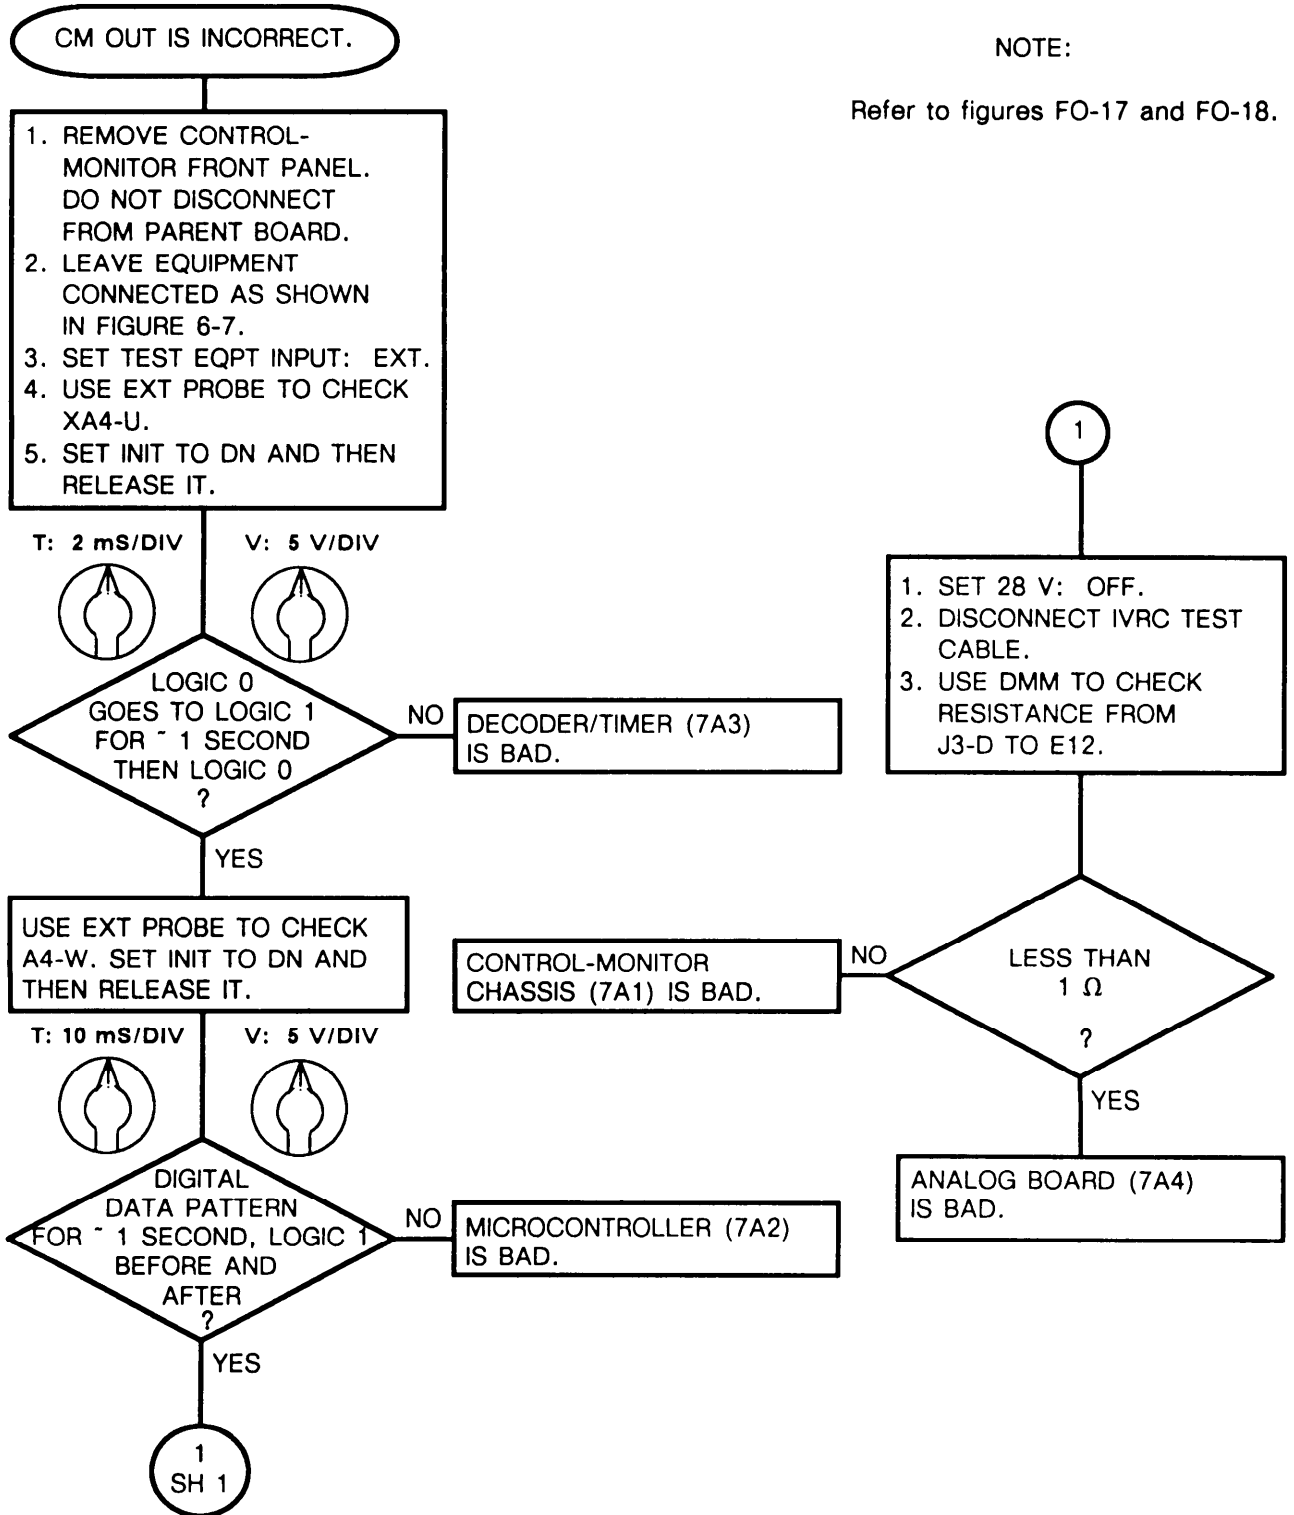 CM OUT IS INCORRECT.
NOTE:
Refer to figures FO-17 and FO-18.
1. REMOVE CONTROL-
MONITOR FRONT PANEL.
DO NOT DISCONNECT
FROM PARENT BOARD.
2. LEAVE EQUIPMENT
CONNECTED AS SHOWN
IN FIGURE 6-7.
3. SET TEST EQPT INPUT: EXT.
4. USE EXT PROBE TO CHECK
XA4-U.
5. SET INIT TO DN AND THEN
RELEASE IT.
T: 2 mS/DIV V: 5 V/DIV
LOGIC 0
GOES TO LOGIC 1
FOR ~ 1 SECOND
THEN LOGIC 0
?
NO
DECODER/TIMER (7A3)
IS BAD.
YES
USE EXT PROBE TO CHECK
A4-W. SET INIT TO DN AND
THEN RELEASE IT.
T: 10 mS/DIV V: 5 V/DIV
DIGITAL
DATA PATTERN
FOR ~ 1 SECOND, LOGIC 1
BEFORE AND
AFTER
?
NO
MICROCONTROLLER (7A2)
IS BAD.
YES
1
SH 1
1
1. SET 28 V: OFF.
2. DISCONNECT IVRC TEST
CABLE.
3. USE DMM TO CHECK
RESISTANCE FROM
J3-D TO E12.
LESS THAN
1 Ω
?
NO
CONTROL-MONITOR
CHASSIS (7A1) IS BAD.
YES
ANALOG BOARD (7A4)
IS BAD.